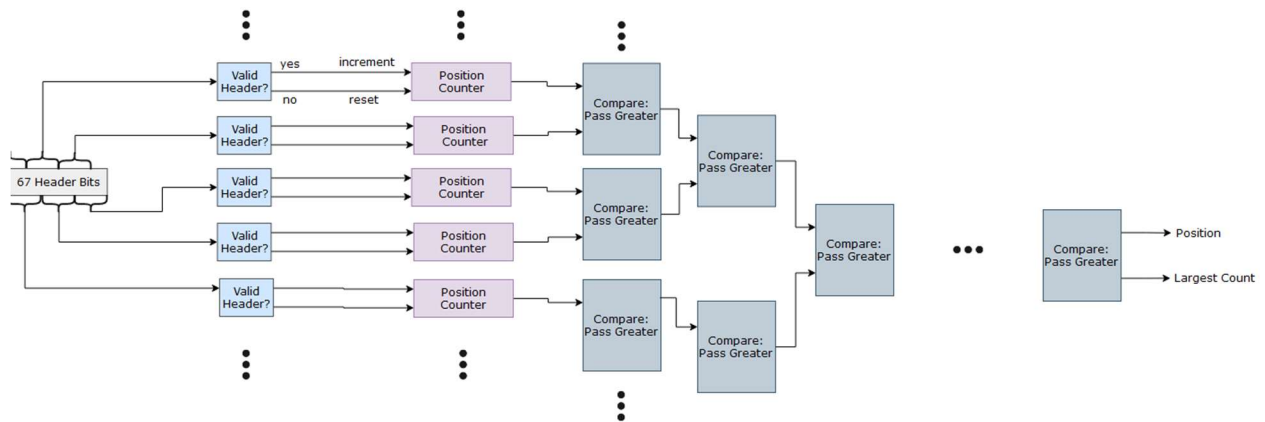 Valid
Header?
yes
increment
no
reset
Position
Counter
Compare:
Pass Greater
Valid
Header?
Position
Counter
Compare:
Pass Greater
67 Header Bits
Valid
Header?
Position
Counter
Compare:
Pass Greater
Valid
Header?
Position
Counter
Compare:
Pass Greater
Compare:
Pass Greater
Position
Largest Count
Valid
Header?
Position
Counter
Compare:
Pass Greater
Compare:
Pass Greater